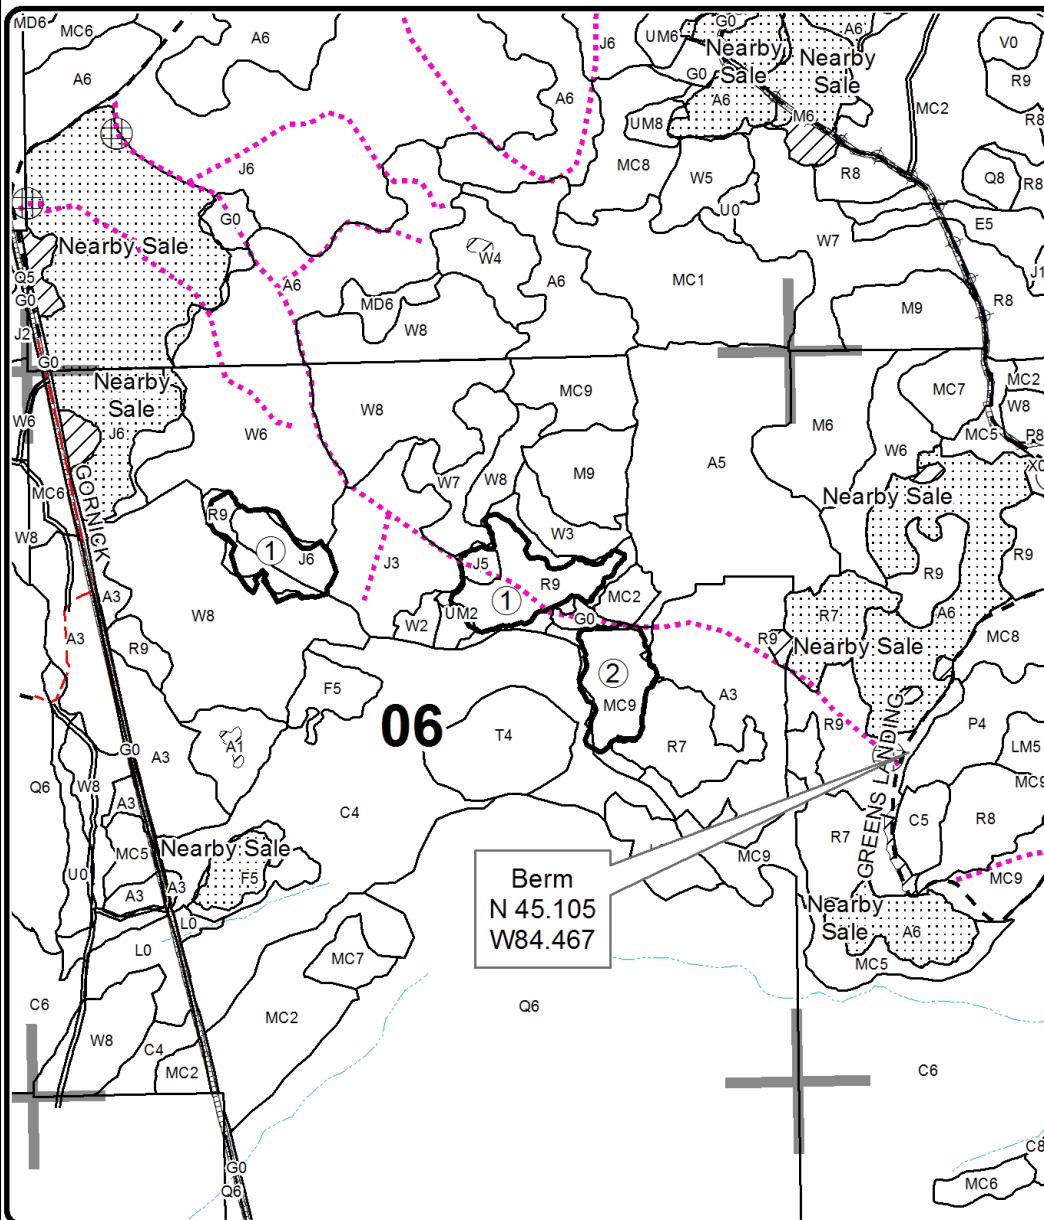 MD6
MC6
A6
J6
UM6
G0
A6
V0
Nearby
Sale
Nearby
Sale
A6
G0
R9
A6
A6
M6
MC2
R8
UM8
MC8
R8
J6
W5
Q8
R8
U0
G0
E5
Nearby Sale
W4
W7
J1
Q5
A6
A6
MC1
G0
MD6
M9
R8
J2
W8
G0
Nearby
Sale
MC9
MC7
MC2
W8
W8
W6
J6
W6
M6
MC5
P8
A5
W6
X0
MC6
GORNICK
W7
W8
M9
Nearby Sale
R9
W8
W3
1
J6
J3
J5
R9
R9
R9
A3
1
MC2
R7
A6
W8
W2
UM2
G0
A3
R9
R9
Nearby Sale
MC8
F5
2
MC9
A3
06
T4
R7
R9
P4
G0
A3
A1
LM5
Q6
W8
A3
C4
GREENS LANDING
MC9
C5
R8
MC5
Nearby Sale
R7
MC9
U0
A3
A3
F5
MC9
Berm
N 45.105
W84.467
Nearby
Sale
L0
A6
L0
MC7
MC5
C6
MC2
Q6
W8
C4
MC2
C6
C8
G0
Q6
MC6